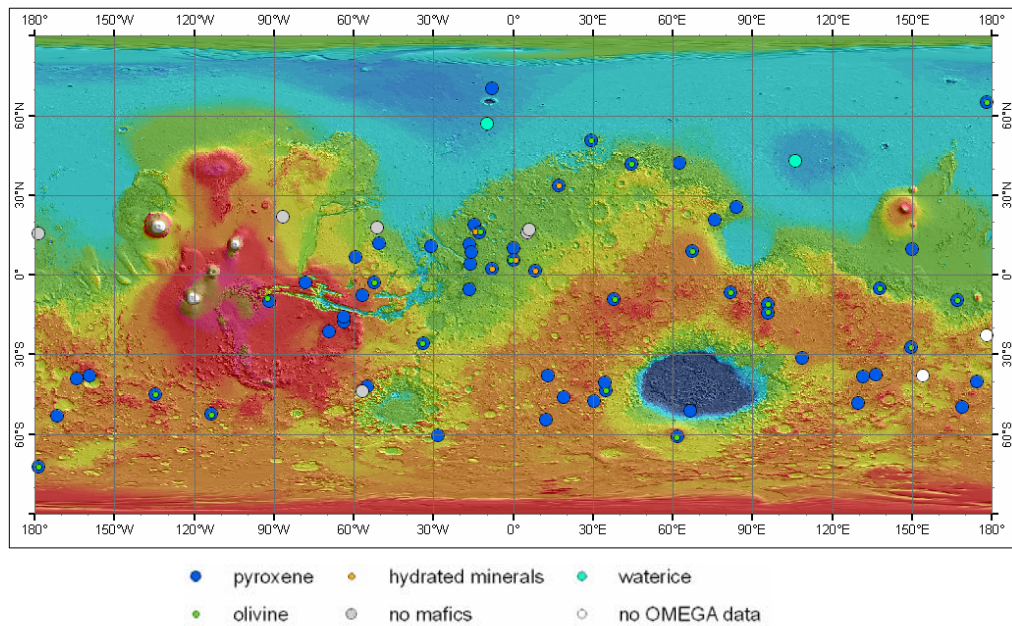 180° 150°W 120°W 90°W 60°W 30°W 0° 30°E 60°E 90°E 120°E 150°E 180°
60°N 60°N
30°N 30°N
0° 0°
30°S 30°S
60°S 60°S
180 150°W 120°W 90°W 60°W 30°W 0° 30°E 60°E 90°E 120°E 150°E 180°
pyroxene hydrated minerals waterice
olivine no mafics no OMEGA data